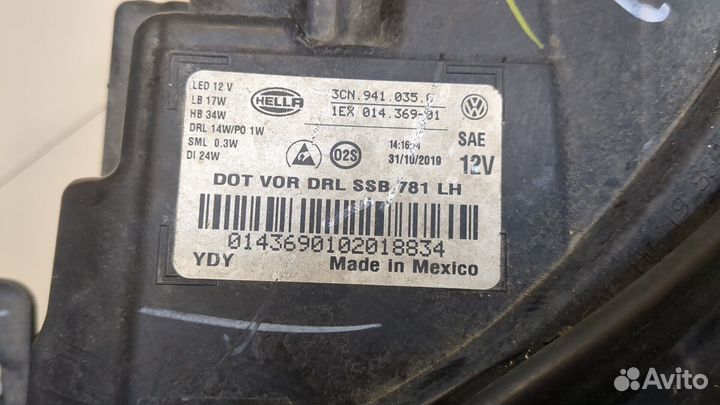 LED 12 V
LB 17W
HB 34W
DRL 14W/PO 1W
SML 0.3W
DI 24W
HELLA
3CN.941.035.G
1EX 014.369-01
02S
14:16:24
31/10/2019
SAE
12V
DOT VOR DRL SSB 781 LH
0143690102018834
YDY
Made in Mexico
Avito